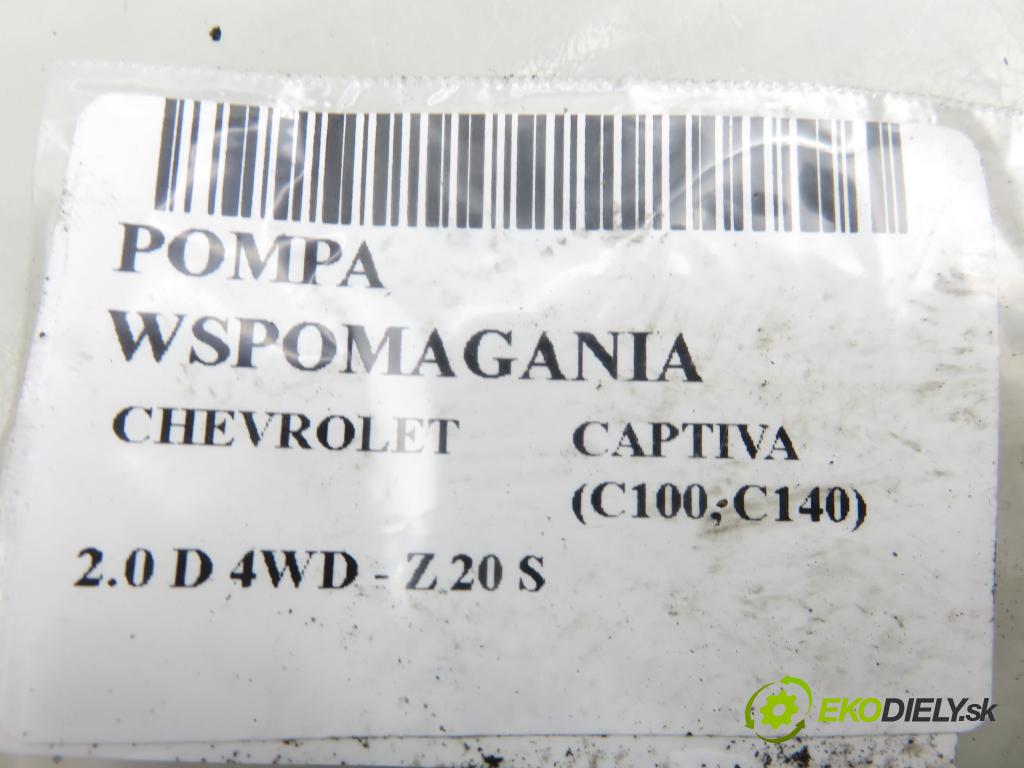 POMPA
WSPOMAGANIA
CHEVROLET CAPTIVA
(C100, C140)
2.0 D 4WD - Z 20 S
EKODIELY.sk